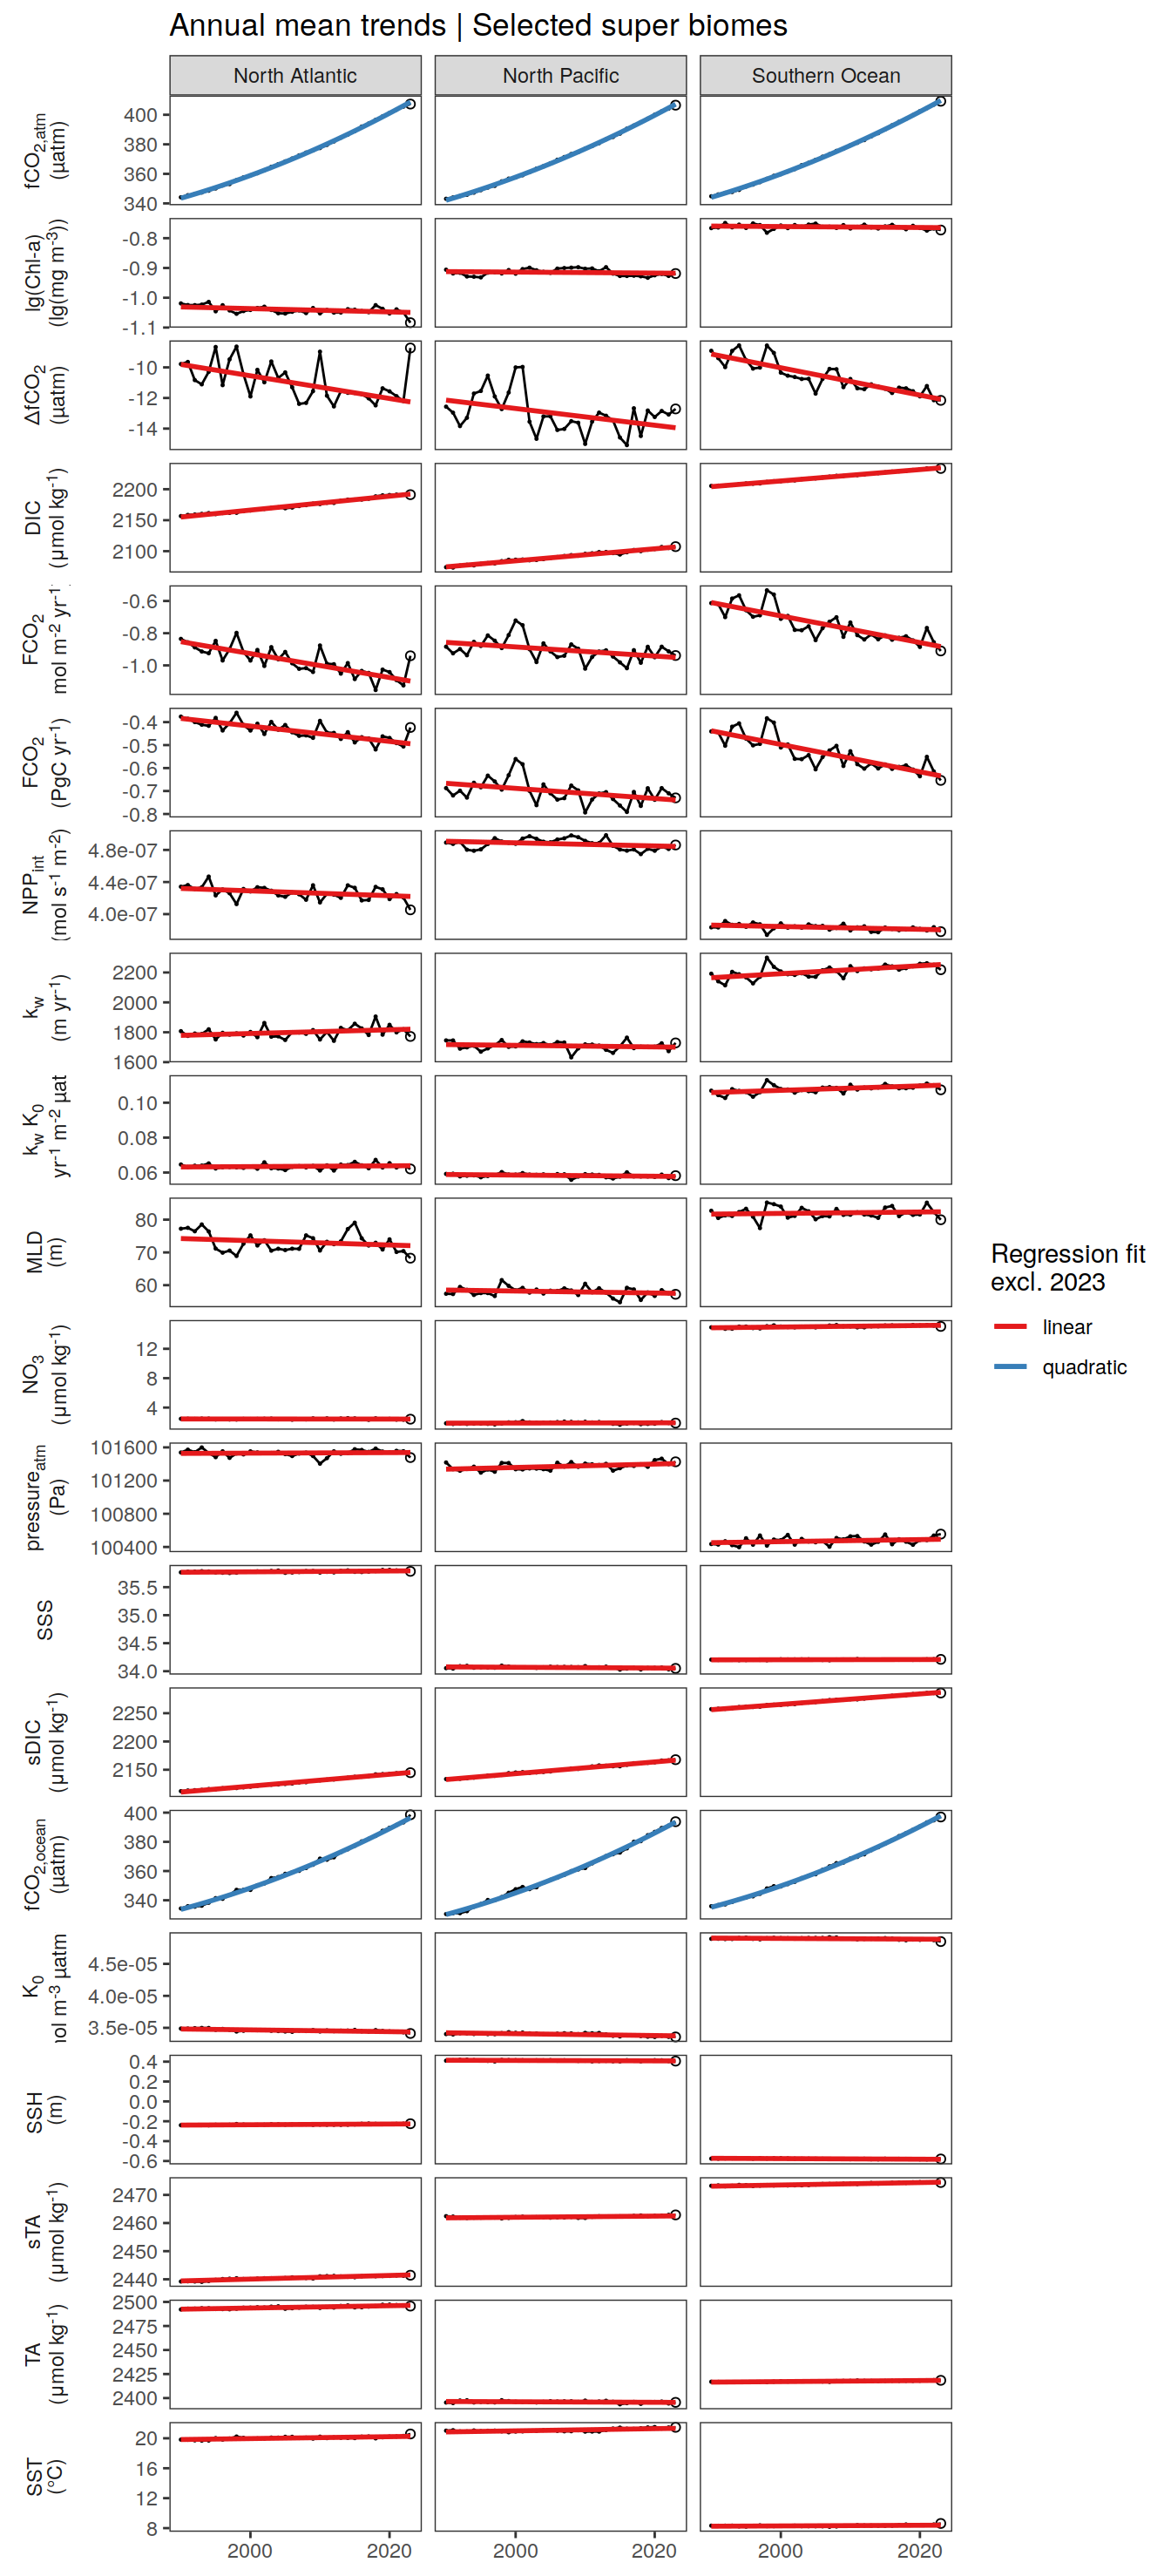 Annual mean trends | Selected super biomes
North Atlantic
North Pacific
Southern Ocean
fCO2,atm
(µatm)
400
380
360
340
lg(Chl-a)
(lg(mg m-3))
-0.8
-0.9
-1.0
-1.1
ΔfCO2
(µatm)
-10
-12
-14
DIC
(µmol kg-1)
2200
2150
2100
FCO2
mol m-2 yr-1
-0.6
-0.8
-1.0
FCO2
(PgC yr-1)
-0.4
-0.5
-0.6
-0.7
-0.8
NPPint
(mol s-1 m-2)
4.8e-07
4.4e-07
4.0e-07
kw
(m yr-1)
2200
2000
1800
1600
kw K0
yr-1 m-2 µat
0.10
0.08
0.06
MLD
(m)
80
70
60
NO3
(µmol kg-1)
12
8
4
pressureatm
(Pa)
101600
101200
100800
100400
SSS
35.5
35.0
34.5
34.0
sDIC
(µmol kg-1)
2250
2200
2150
fCO2,ocean
(µatm)
400
380
360
340
K0
ol m-3 µatm
4.5e-05
4.0e-05
3.5e-05
SSH
(m)
0.4
0.2
0.0
-0.2
-0.4
-0.6
sTA
(µmol kg-1)
2470
2460
2450
2440
TA
(µmol kg-1)
2500
2475
2450
2425
2400
SST
(°C)
20
16
12
8
2000
2020
2000
2020
2000
2020
Regression fit
excl. 2023
linear
quadratic